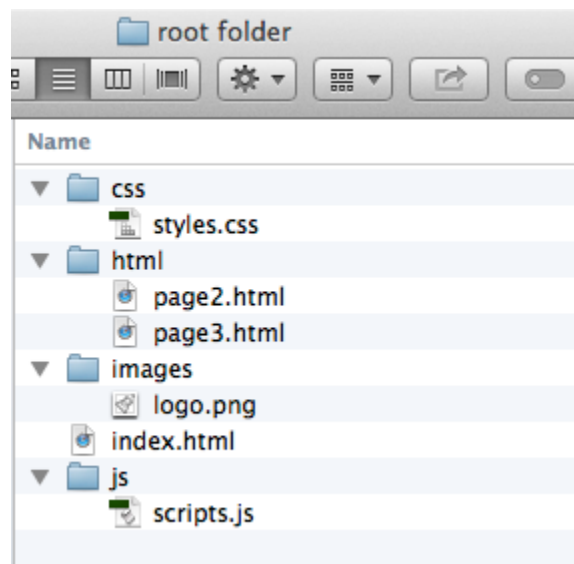 root folder
Name
css
styles.css
html
page2.html
page3.html
images
logo.png
index.html
js
scripts.js